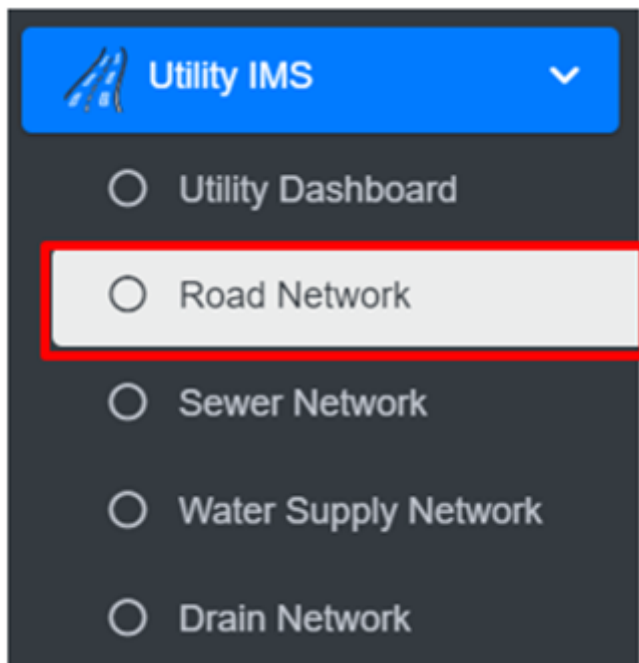 Utility IMS
Utility Dashboard
Road Network
Sewer Network
Water Supply Network
Drain Network